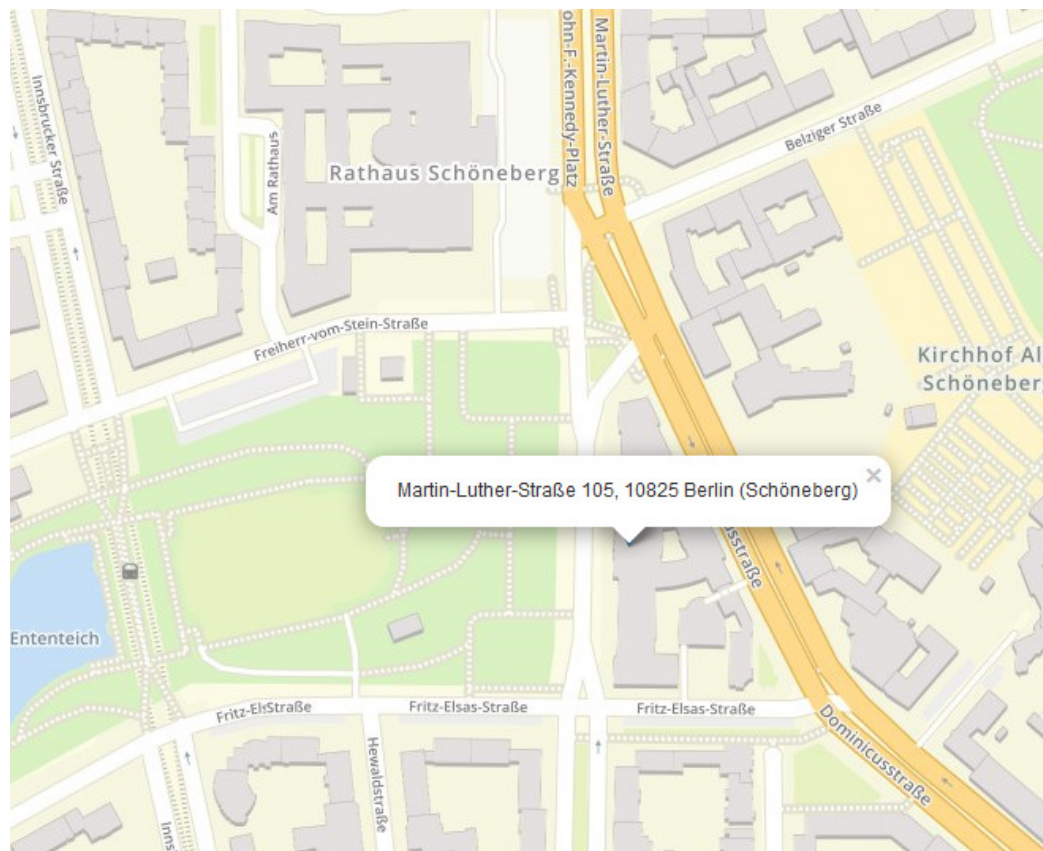 Innsbrucker Straße
Am Rathaus
Rathaus Schöneberg
ohn-F.-Kennedy-Platz
Martin-Luther-Straße
Belziger Straße
Freiherr-vom-Stein-Straße
Kirchhof Al
Schöneber
Martin-Luther-Straße 105, 10825 Berlin (Schöneberg)
×
usstraße
Ententeich
Fritz-ElsStraße
Fritz-Elsas-Straße
Fritz-Elsas-Straße
Hewaldstraße
Dominicusstraße
Inns